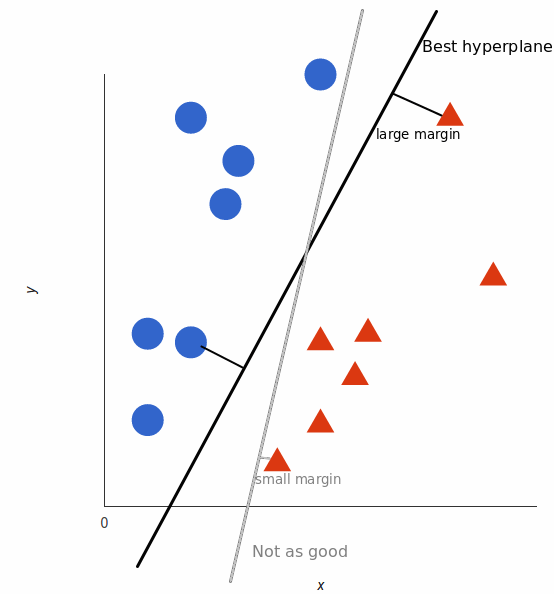 Best hyperplane
large margin
y
small margin
0
Not as good
x